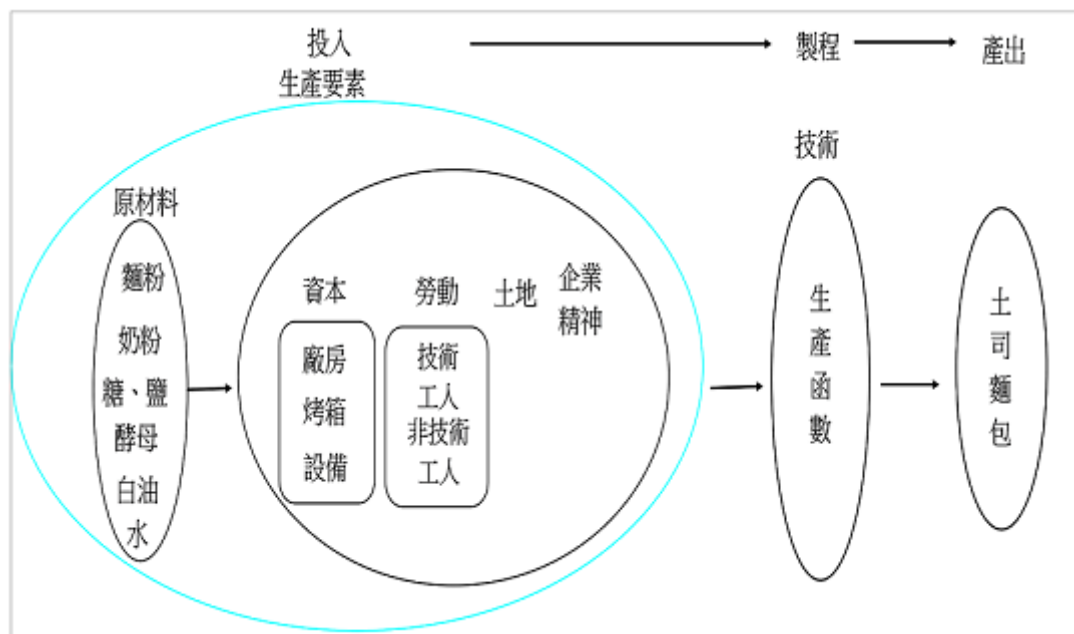 投入
生產要素
製程
產出
技術
原材料
麵粉
奶粉
糖、鹽
酵母
白油
水
資本
廠房
烤箱
設備
勞動
技術
工人
非技術
工人
土地
企業
精神
生
產
函
數
土
司
麵
包